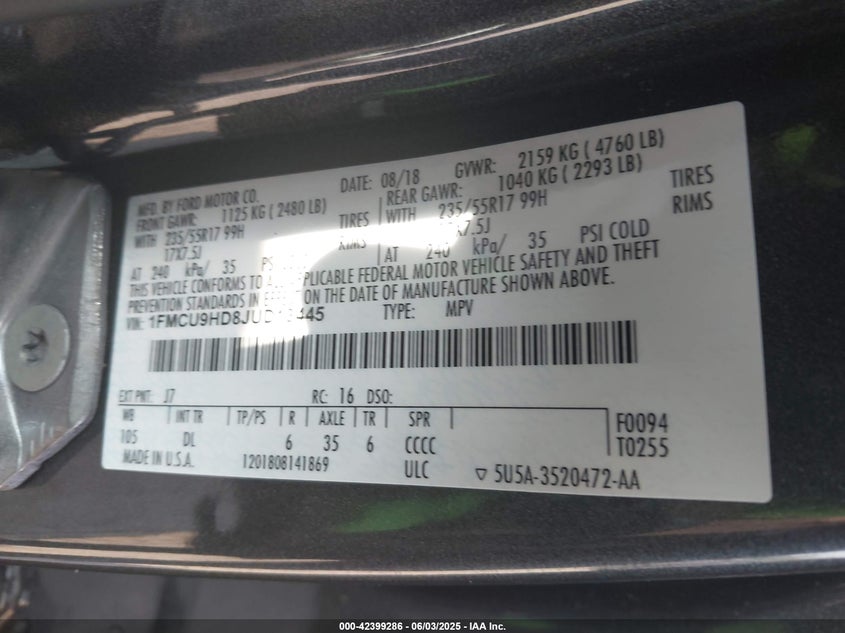 MFD. BY FORD MOTOR CO. DATE: 08/18 GVWR: 2159 KG ( 4760 LB)
FRONT GAWR: 1125 KG ( 2480 LB) REAR GAWR: 1040 KG ( 2293 LB)
WITH 235/55R17 99H TIRES WITH 235/55R17 99H TIRES
17X7.5J RIMS 17X7.5J RIMS
AT 240 kPa/ 35 AT 240 kPa/ 35 PSI COLD
THIS VEHICLE CONFORMS TO APPLICABLE FEDERAL MOTOR VEHICLE SAFETY AND THEFT
PREVENTION STANDARDS IN ON THE DATE OF MANUFACTURE SHOWN ABOVE.
VIN: TYPE: MPV
EXT PNT: J7 RC: 16 DSO:
WB INT TR TP/PS R AXLE TR SPR F0094
105 DL 6 35 6 CCCC T0255
MADE IN U.S.A. 1201808141869 ULC ▽ 5U5A-3520472-AA
000-42399286 - 06/03/2025 - IAA Inc.